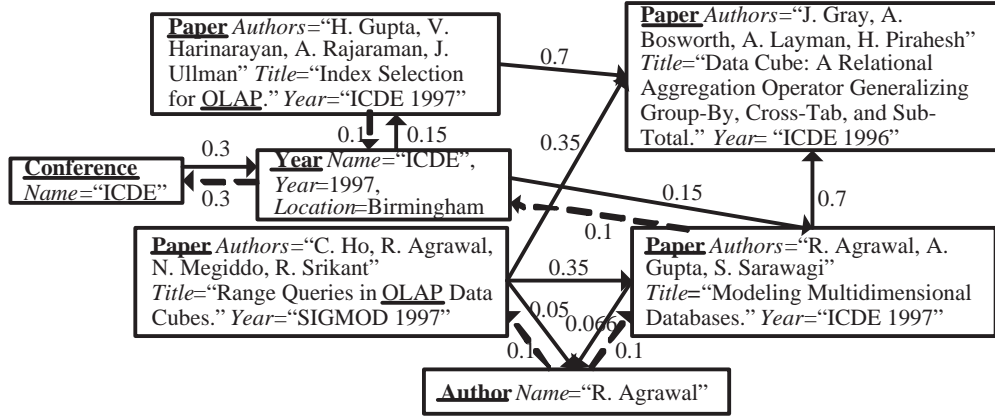 Paper Authors=“H. Gupta, V.
Harinarayan, A. Rajaraman, J.
Ullman” Title=“Index Selection
for OLAP.” Year=“ICDE 1997”
Paper Authors=“J. Gray, A.
Bosworth, A. Layman, H. Pirahesh”
Title=“Data Cube: A Relational
Aggregation Operator Generalizing
Group-By, Cross-Tab, and Sub-
Total.” Year= “ICDE 1996”
0.7
0.1
0.15
0.35
0.3
Conference
Name=“ICDE”
0.3
Year Name=“ICDE”,
Year=1997,
Location=Birmingham
0.15
0.7
0.1
Paper Authors=“C. Ho, R. Agrawal,
N. Megiddo, R. Srikant”
Title=“Range Queries in OLAP Data
Cubes.” Year=“SIGMOD 1997”
0.35
Paper Authors=“R. Agrawal, A.
Gupta, S. Sarawagi”
Title=“Modeling Multidimensional
Databases.” Year=“ICDE 1997”
0.05
0.066
0.1
0.1
Author Name=“R. Agrawal”